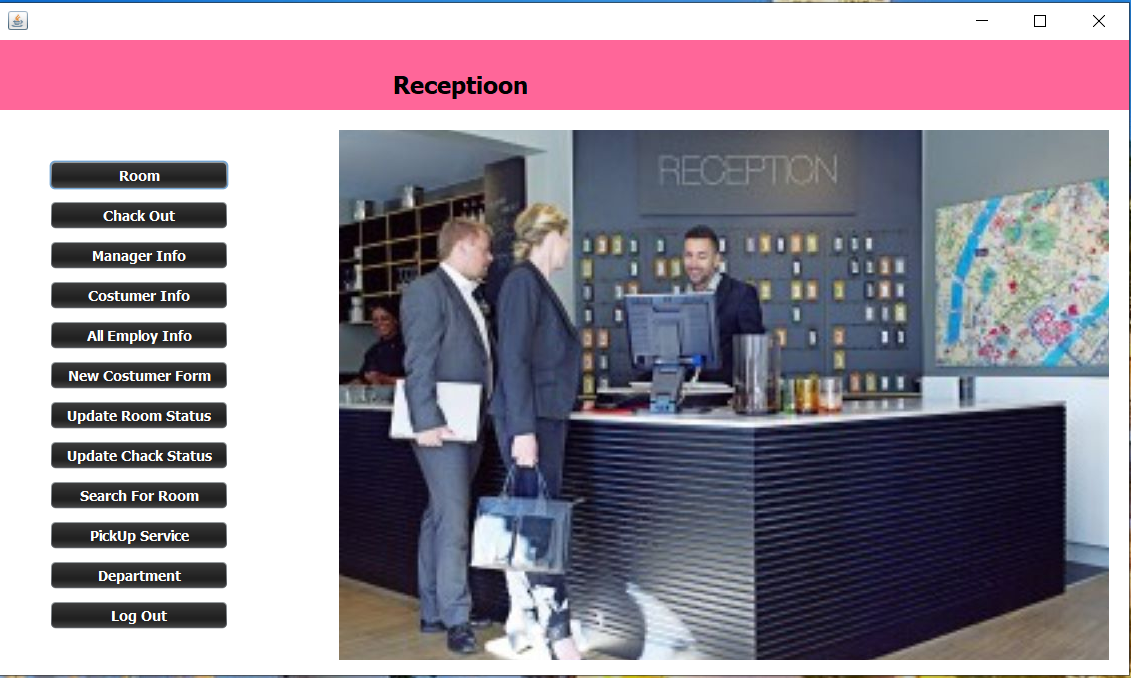 Receptioon
Room
Chack Out
Manager Info
Costumer Info
All Employ Info
New Costumer Form
Update Room Status
Update Chack Status
Search For Room
PickUp Service
Department
Log Out
RECEPTION